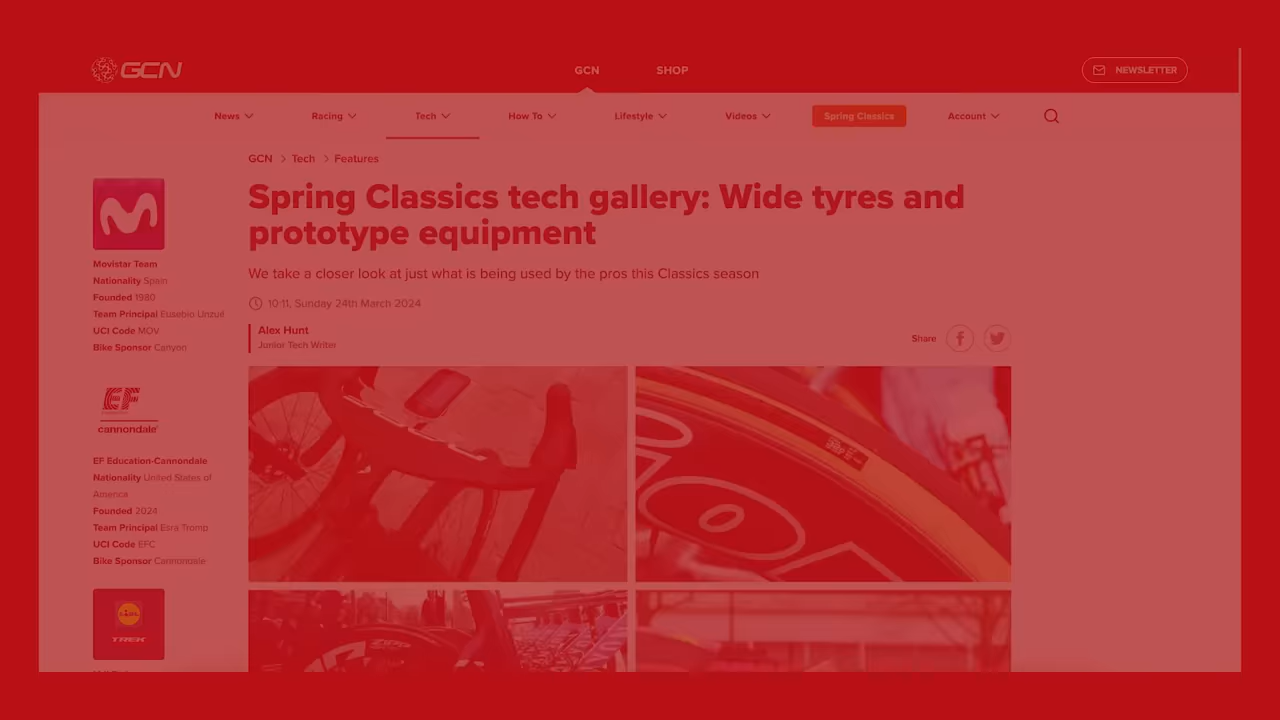 GCN
GCN
SHOP
NEWSLETTER
News
Racing
Tech
How To
Lifestyle
Videos
Spring Classics
Account
GCN
Tech
Features
Spring Classics tech gallery: Wide tyres and
prototype equipment
We take a closer look at just what is being used by the pros this Classics season
10:11, Sunday 24th March 2024
Alex Hunt
Junior Tech Writer
Share
Movistar Team
Nationality Spain
Founded 1980
Team Principal Eusebio Unzué
UCI Code MOV
Bike Sponsor Canyon
EF
cannondale
EF Education-Cannondale
Nationality United States of
America
Founded 2024
Team Principal Esra Tromp
UCI Code EFC
Bike Sponsor Cannondale
LIDL
TREK